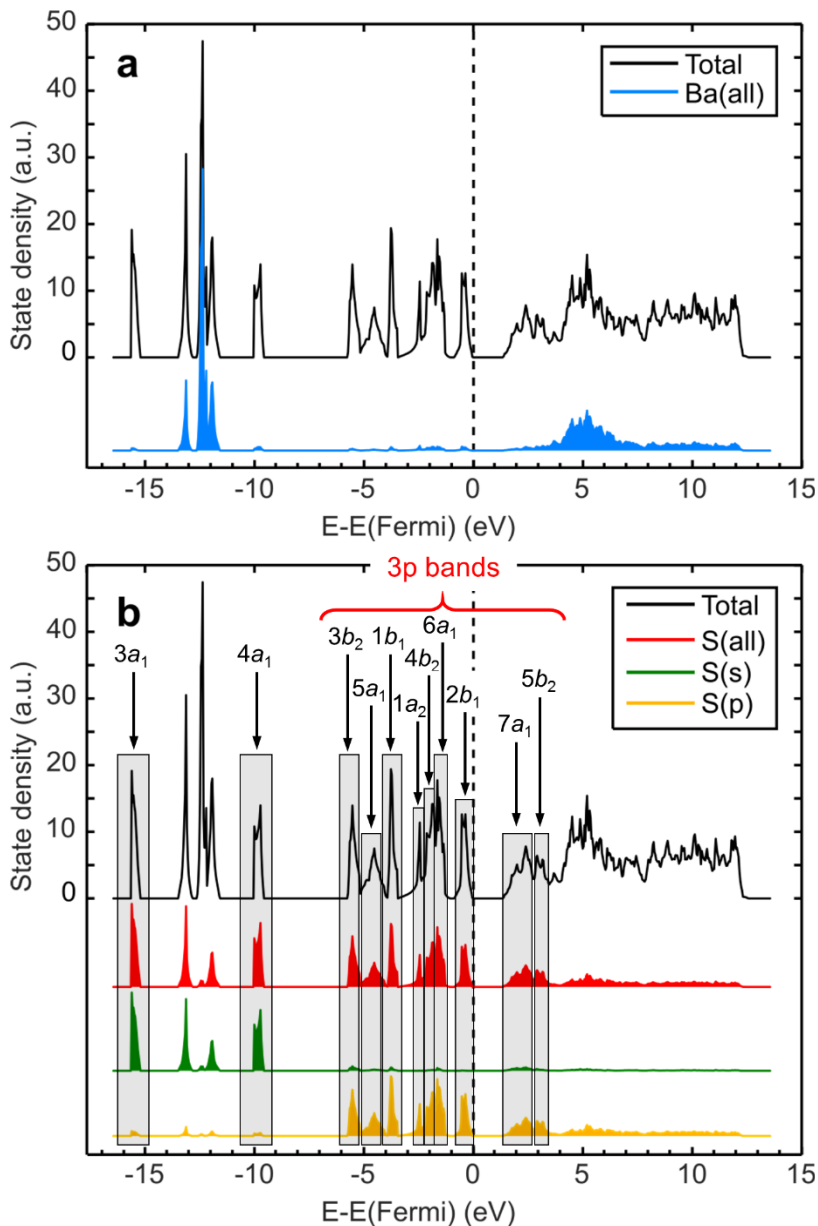 a
Total
Ba(all)
50
40
30
20
10
0
State density (a.u.)
-15 -10 -5 0 5 10 15
E-E(Fermi) (eV)
b
3p bands
Total
S(all)
S(s)
S(p)
3a₁
4a₁
3b₂
5a₁
1b₁
1a₂
4b₂
6a₁
2b₁
7a₁
5b₂
50
40
30
20
10
0
State density (a.u.)
-15 -10 -5 0 5 10 15
E-E(Fermi) (eV)